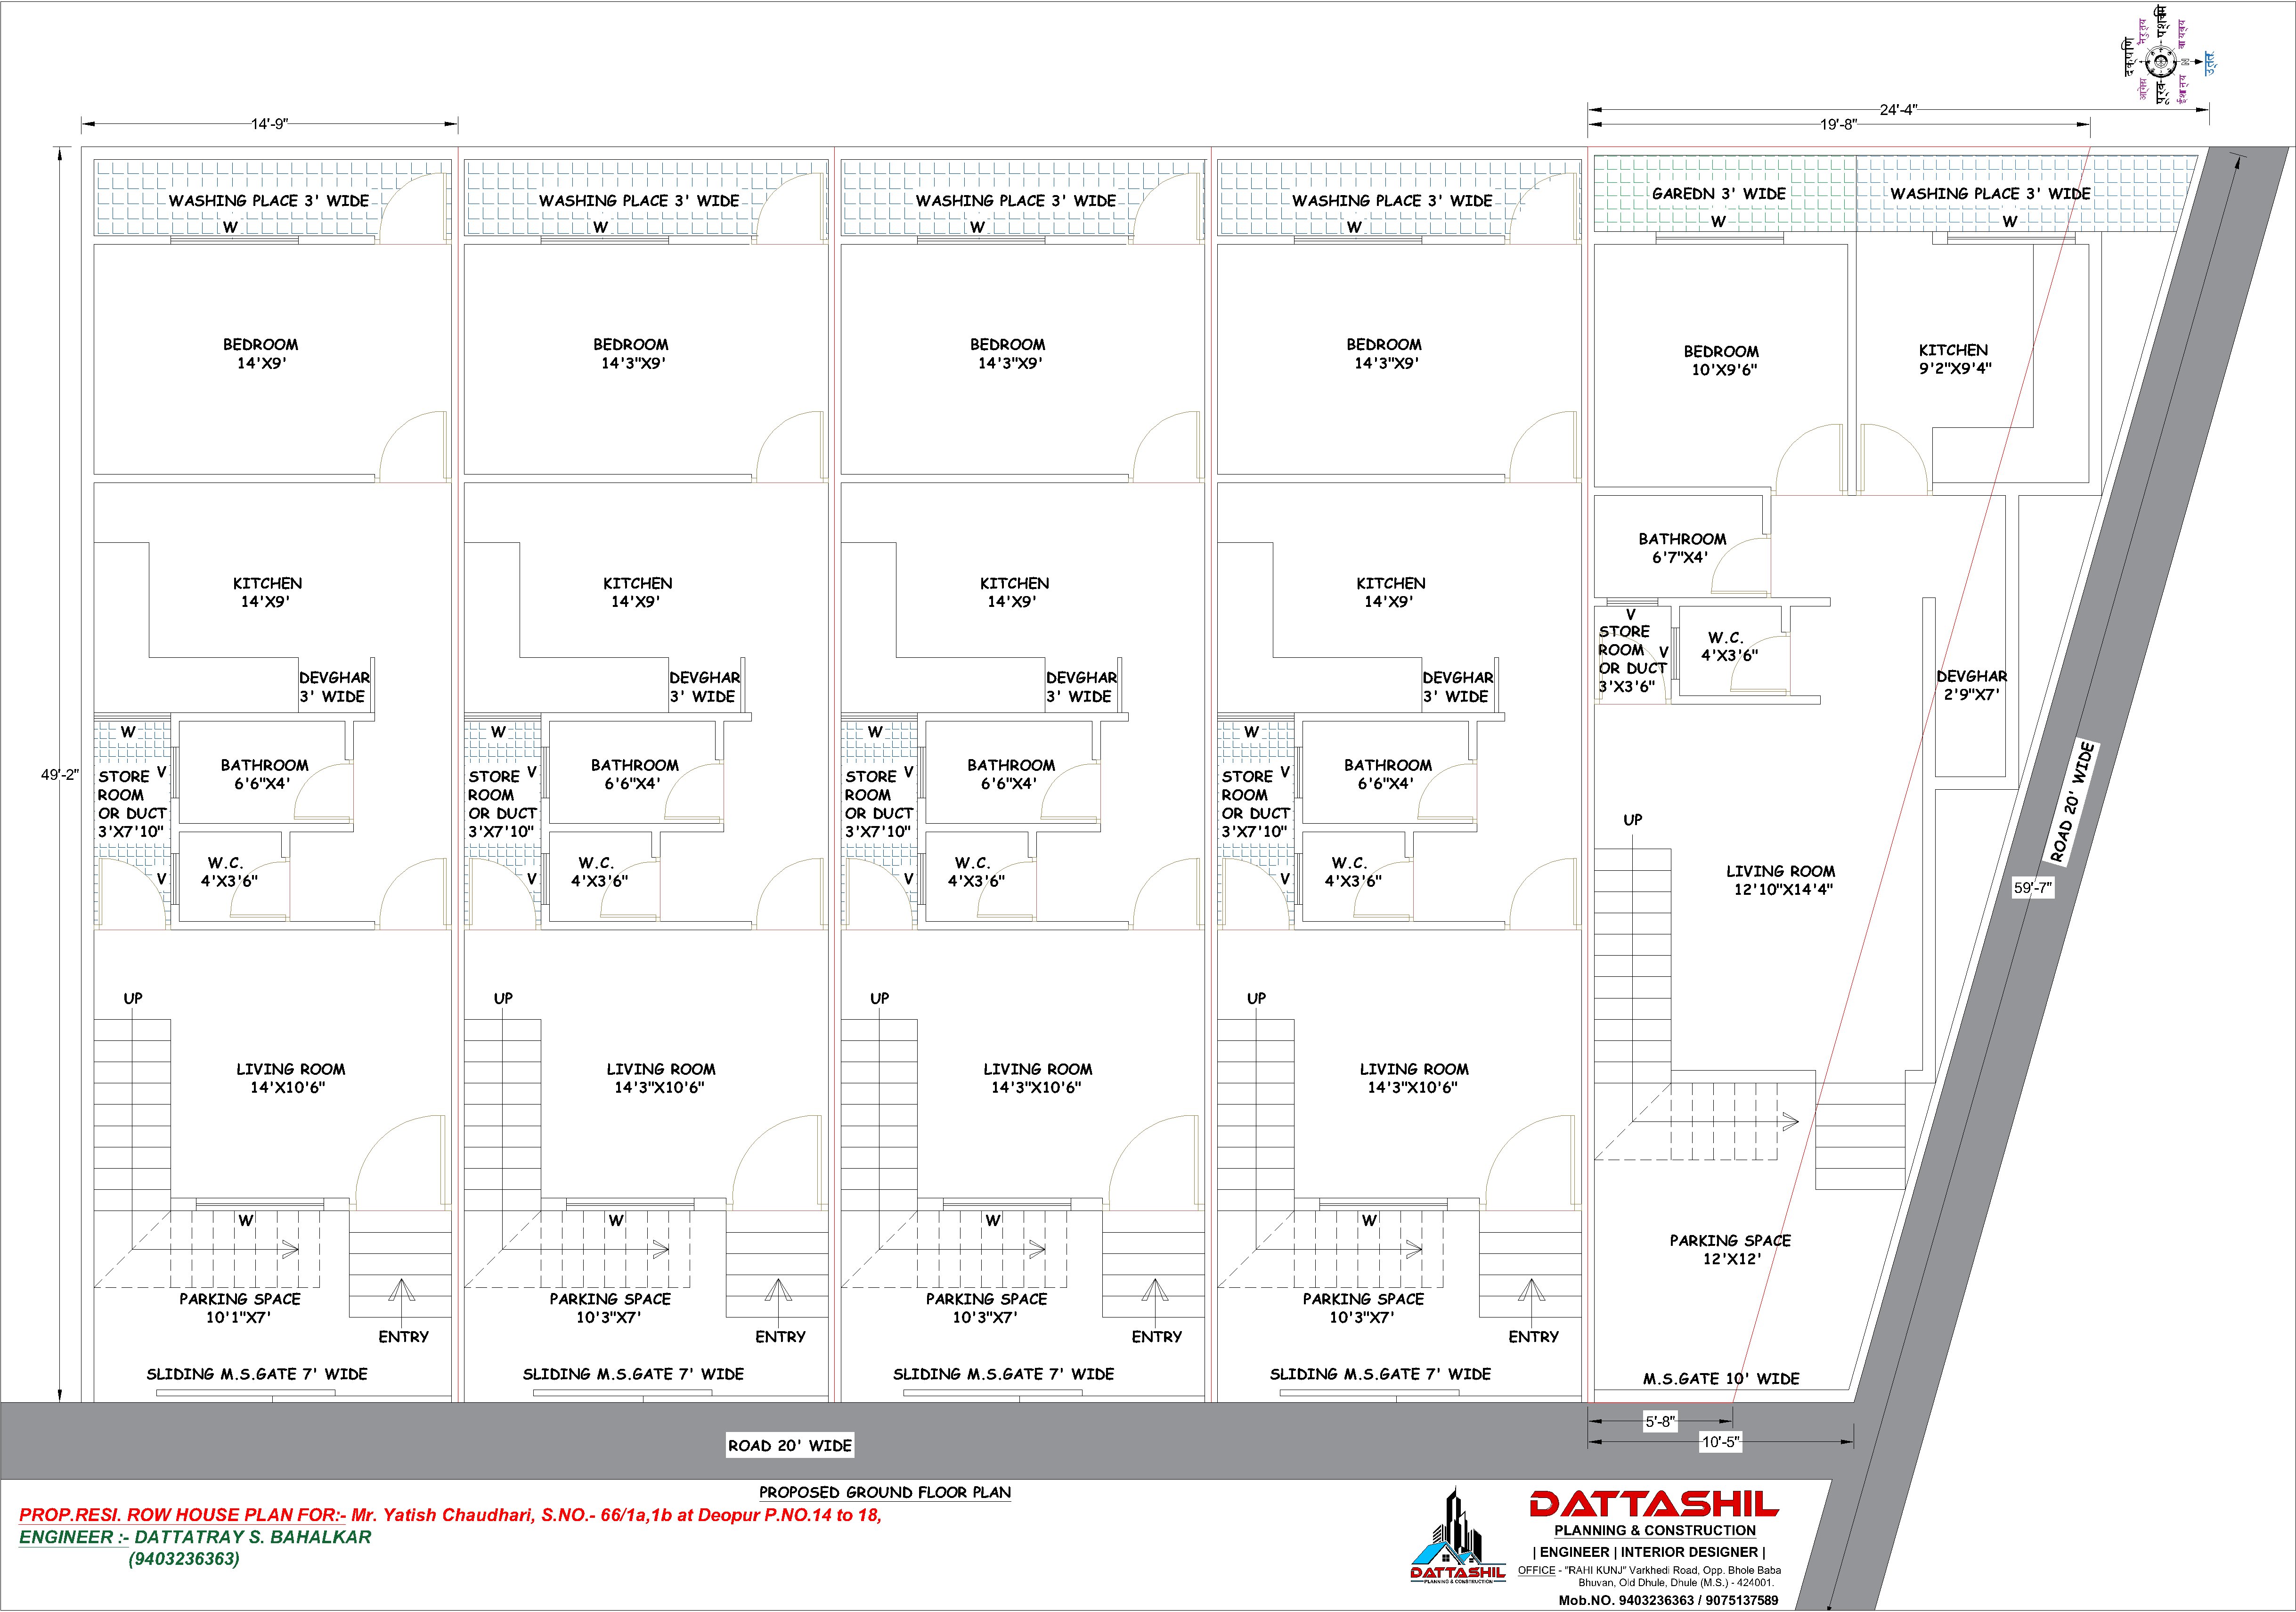 पश्चिम
नैऋत्य
वायव्य
उत्तर
ईशान्य
24'-4"
14'-9"
19'-8"
WASHING PLACE 3' WIDE
W
WASHING PLACE 3' WIDE
W
WASHING PLACE 3' WIDE
W
WASHING PLACE 3' WIDE
W
GAREDN 3' WIDE
W
WASHING PLACE 3' WIDE
W
BEDROOM
14'X9'
BEDROOM
14'3"X9'
BEDROOM
14'3"X9'
BEDROOM
14'3"X9'
BEDROOM
10'X9'6"
KITCHEN
9'2"X9'4"
KITCHEN
14'X9'
KITCHEN
14'X9'
KITCHEN
14'X9'
KITCHEN
14'X9'
BATHROOM
6'7"X4'
V
STORE
ROOM V
OR DUCT
3'X3'6"
W.C.
4'X3'6"
DEVGHAR
2'9"X7'
DEVGHAR
3' WIDE
DEVGHAR
3' WIDE
DEVGHAR
3' WIDE
DEVGHAR
3' WIDE
49'-2"
W
STORE V
ROOM
OR DUCT
3'X7'10"
V
BATHROOM
6'6"X4'
W.C.
4'X3'6"
W
STORE V
ROOM
OR DUCT
3'X7'10"
V
BATHROOM
6'6"X4'
W.C.
4'X3'6"
W
STORE V
ROOM
OR DUCT
3'X7'10"
V
BATHROOM
6'6"X4'
W.C.
4'X3'6"
W
STORE V
ROOM
OR DUCT
3'X7'10"
V
BATHROOM
6'6"X4'
W.C.
4'X3'6"
UP
LIVING ROOM
12'10"X14'4"
ROAD 20' WIDE
59'-7"
UP
UP
UP
UP
LIVING ROOM
14'X10'6"
LIVING ROOM
14'3"X10'6"
LIVING ROOM
14'3"X10'6"
LIVING ROOM
14'3"X10'6"
W
W
W
W
PARKING SPACE
12'X12'
PARKING SPACE
10'1"X7'
ENTRY
PARKING SPACE
10'3"X7'
ENTRY
PARKING SPACE
10'3"X7'
ENTRY
PARKING SPACE
10'3"X7'
ENTRY
SLIDING M.S.GATE 7' WIDE
SLIDING M.S.GATE 7' WIDE
SLIDING M.S.GATE 7' WIDE
SLIDING M.S.GATE 7' WIDE
M.S.GATE 10' WIDE
5'-8"
10'-5"
ROAD 20' WIDE
PROPOSED GROUND FLOOR PLAN
PROP.RESI. ROW HOUSE PLAN FOR:- Mr. Yatish Chaudhari, S.NO.- 66/1a,1b at Deopur P.NO.14 to 18,
ENGINEER :- DATTATRAY S. BAHALKAR
(9403236363)
DATTASHIL
PLANNING & CONSTRUCTION
DATTASHIL
PLANNING & CONSTRUCTION
| ENGINEER | INTERIOR DESIGNER |
OFFICE - "RAHI KUNJ" Varkhedi Road, Opp. Bhole Baba
Bhuvan, Old Dhule, Dhule (M.S.) - 424001.
Mob.NO. 9403236363 / 9075137589